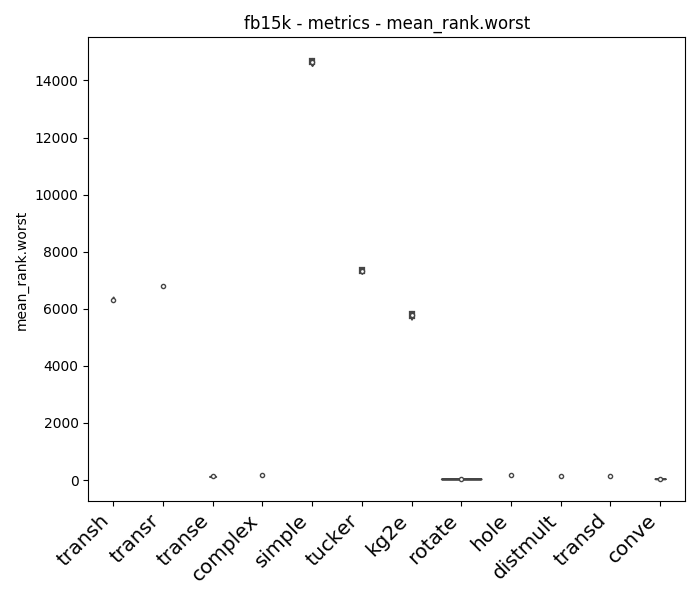 fb15k - metrics - mean_rank.worst
mean_rank.worst
14000
12000
10000
8000
6000
4000
2000
0
transh
transr
transe
complex
simple
tucker
kg2e
rotate
hole
distmult
transd
conve